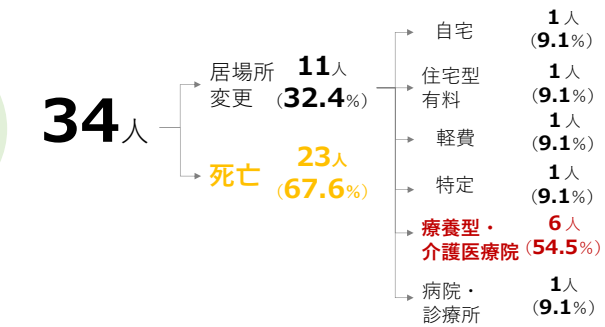 34人
居場所
変更
11人
(32.4%)
死亡
23人
(67.6%)
自宅
1人
(9.1%)
住宅型
有料
1人
(9.1%)
軽費
1人
(9.1%)
特定
1人
(9.1%)
療養型・
介護医療院
6人
(54.5%)
病院・
診療所
1人
(9.1%)